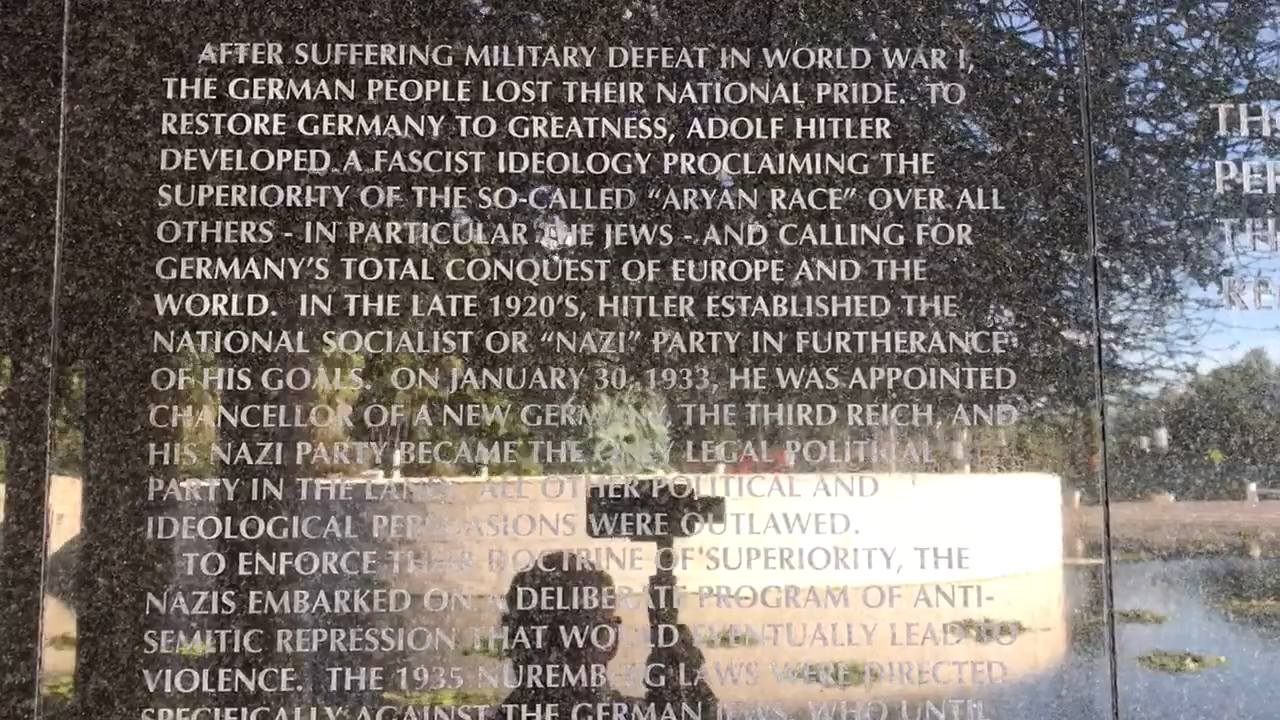 AFTER SUFFERING MILITARY DEFEAT IN WORLD WAR I,
THE GERMAN PEOPLE LOST THEIR NATIONAL PRIDE. TO
RESTORE GERMANY TO GREATNESS, ADOLF HITLER
DEVELOPED A FASCIST IDEOLOGY PROCLAIMING THE
SUPERIORITY OF THE SO-CALLED “ARYAN RACE” OVER ALL
OTHERS - IN PARTICULAR THE JEWS - AND CALLING FOR
GERMANY'S TOTAL CONQUEST OF EUROPE AND THE
WORLD. IN THE LATE 1920'S, HITLER ESTABLISHED THE
NATIONAL SOCIALIST OR “NAZI” PARTY IN FURTHERANCE
OF HIS GOALS. ON JANUARY 30, 1933, HE WAS APPOINTED
CHANCELLOR OF A NEW GERMANY, THE THIRD REICH, AND
HIS NAZI PARTY BECAME THE ONLY LEGAL POLITICAL
PARTY IN THE LAND. ALL OTHER POLITICAL AND
IDEOLOGICAL PERSUASIONS WERE OUTLAWED.
TO ENFORCE THEIR DOCTRINE OF SUPERIORITY, THE
NAZIS EMBARKED ON A DELIBERATE PROGRAM OF ANTI-
SEMITIC REPRESSION THAT WOULD EVENTUALLY LEAD TO
VIOLENCE. THE 1935 NUREMBERG LAWS WERE DIRECTED
SPECIFICALLY AGAINST THE GERMAN JEWS, WHO UNTIL